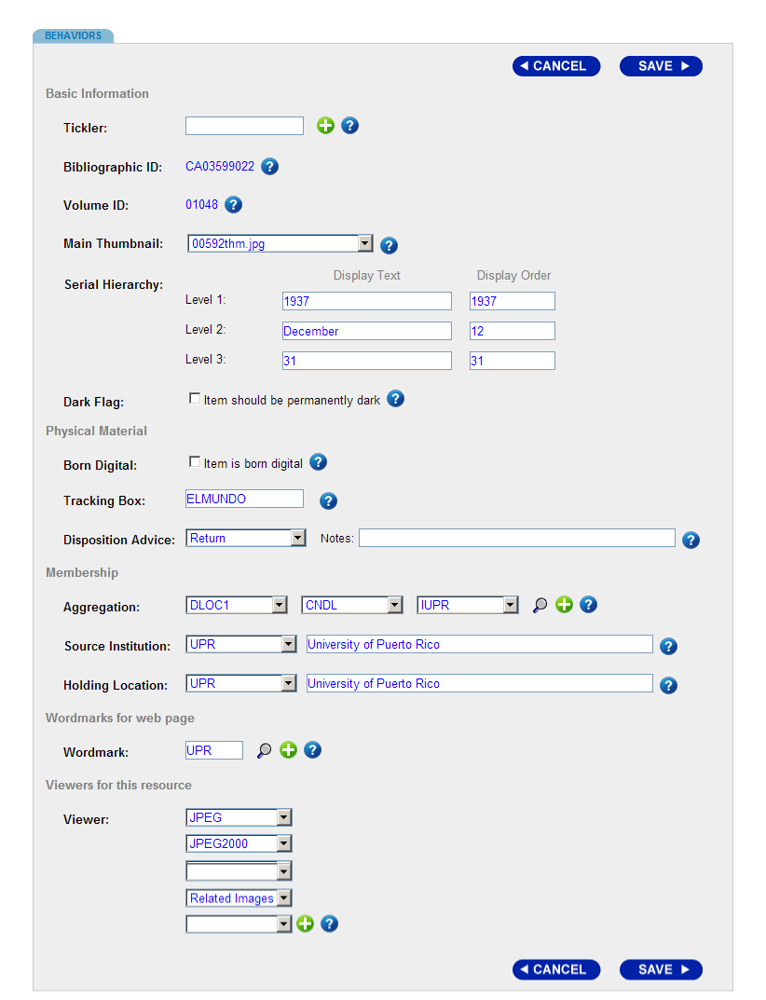 BEHAVIORS
CANCEL SAVE
Basic Information
Tickler:
Bibliographic ID: CA03599022
Volume ID: 01048
Main Thumbnail: 00592thm.jpg
Display Text Display Order
Serial Hierarchy:
Level 1: 1937 1937
Level 2: December 12
Level 3: 31 31
Dark Flag: Item should be permanently dark
Physical Material
Born Digital: Item is born digital
Tracking Box: ELMUNDO
Disposition Advice: Return Notes:
Membership
Aggregation: DLOC1 CNDL IUPR
Source Institution: UPR University of Puerto Rico
Holding Location: UPR University of Puerto Rico
Wordmarks for web page
Wordmark: UPR
Viewers for this resource
Viewer: JPEG
JPEG2000
Related Images
CANCEL SAVE